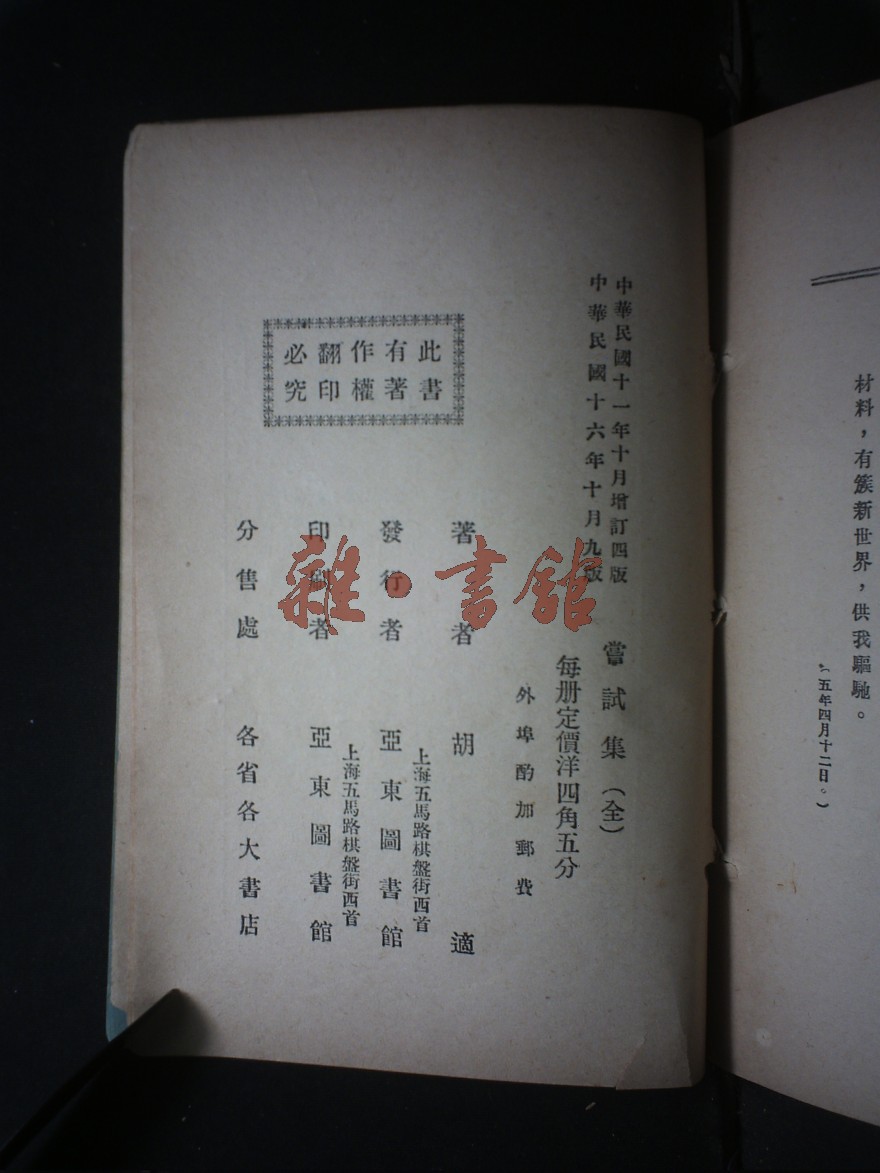 材料，有簇新世界，供我驅馳。
（五年四月十二日。）
中華民國十一年十月增訂四版
中華民國十六年十月九版
嘗試集（全）
每册定價洋四角五分
外埠酌加郵費
此書
有著
作權
翻印
必究
著者 胡適
上海五馬路棋盤街西首
發行者 亞東圖書館
上海五馬路棋盤街西首
印刷者 亞東圖書館
分售處 各省各大書店
雜·書館